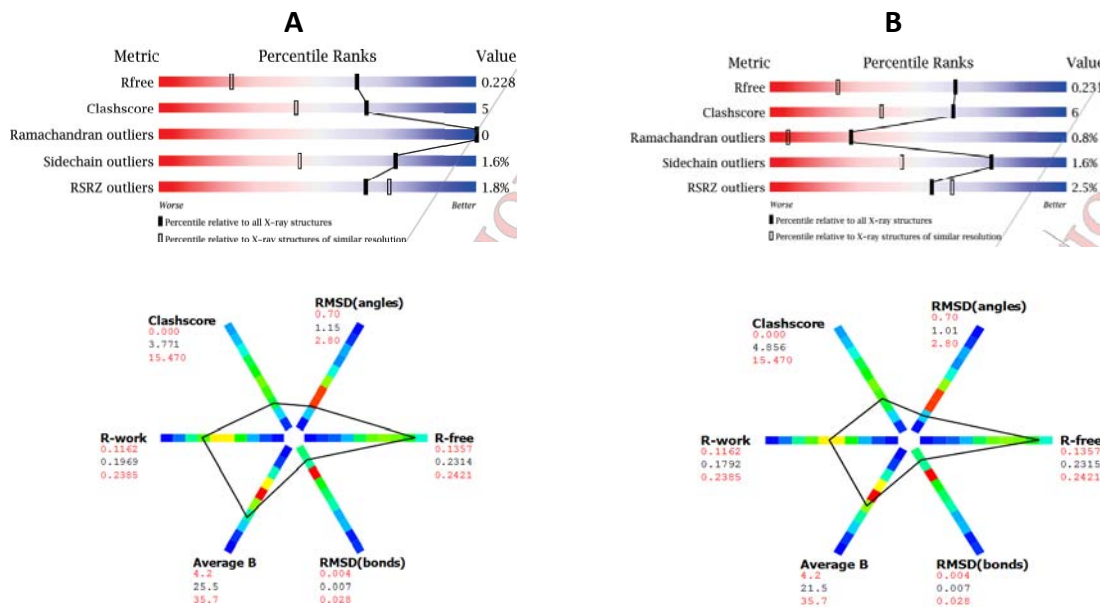 A
Metric Percentile Ranks Value
Rfree 0.228
Clashscore 5
Ramachandran outliers 0
Sidechain outliers 1.6%
RSRZ outliers 1.8%
Worse Better
Percentile relative to all X-ray structures
Percentile relative to X-ray structures of similar resolution
B
Metric Percentile Ranks Value
Rfree 0.231
Clashscore 6
Ramachandran outliers 0.8%
Sidechain outliers 1.6%
RSRZ outliers 2.5%
Worse Better
Percentile relative to all X-ray structures
Percentile relative to X-ray structures of similar resolution
Clashscore
0.000
3.771
15.470
RMSD(angles)
0.70
1.15
2.80
R-work
0.1162
0.1969
0.2385
R-free
0.1357
0.2314
0.2421
Average B
4.2
25.5
35.7
RMSD(bonds)
0.004
0.007
0.028
Clashscore
0.000
4.856
15.470
RMSD(angles)
0.70
1.01
2.80
R-work
0.1162
0.1792
0.2385
R-free
0.1357
0.2315
0.2421
Average B
4.2
21.5
35.7
RMSD(bonds)
0.004
0.007
0.028